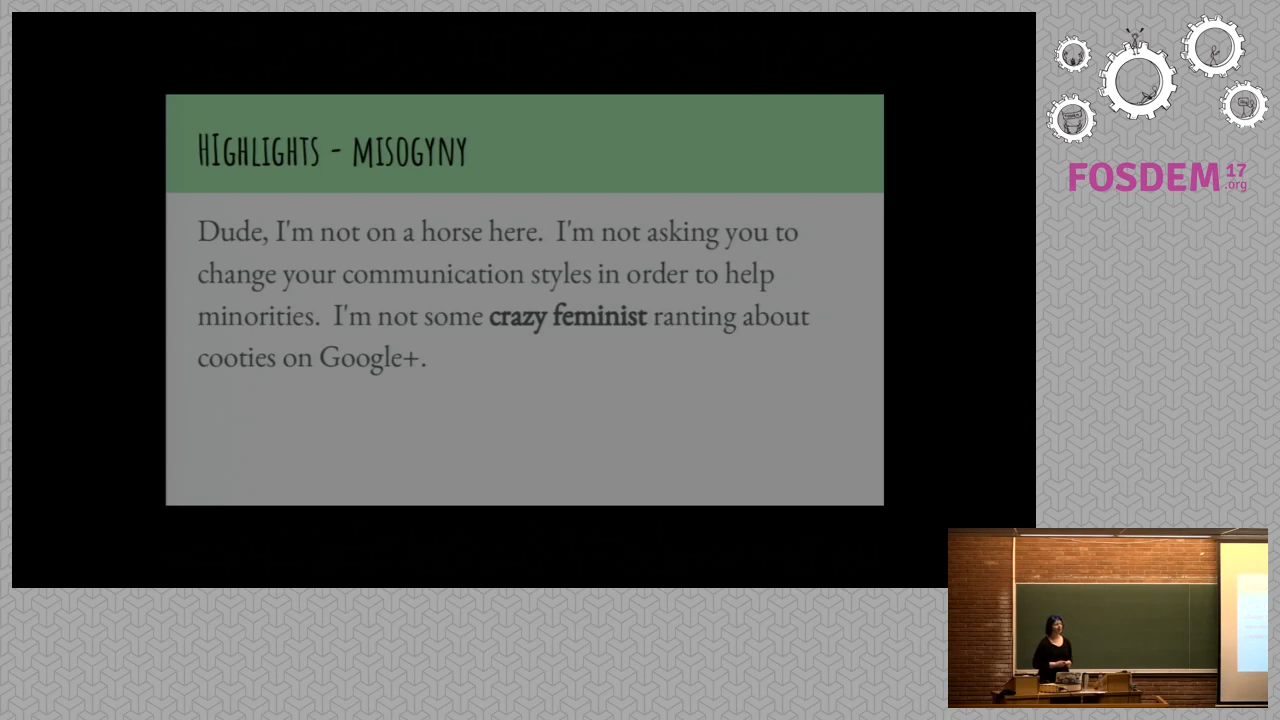 HIGHLIGHTS - MISOGYNY
Dude, I'm not on a horse here.  I'm not asking you to
change your communication styles in order to help
minorities.  I'm not some crazy feminist ranting about
cooties on Google+.
FOSDEM 17
.org